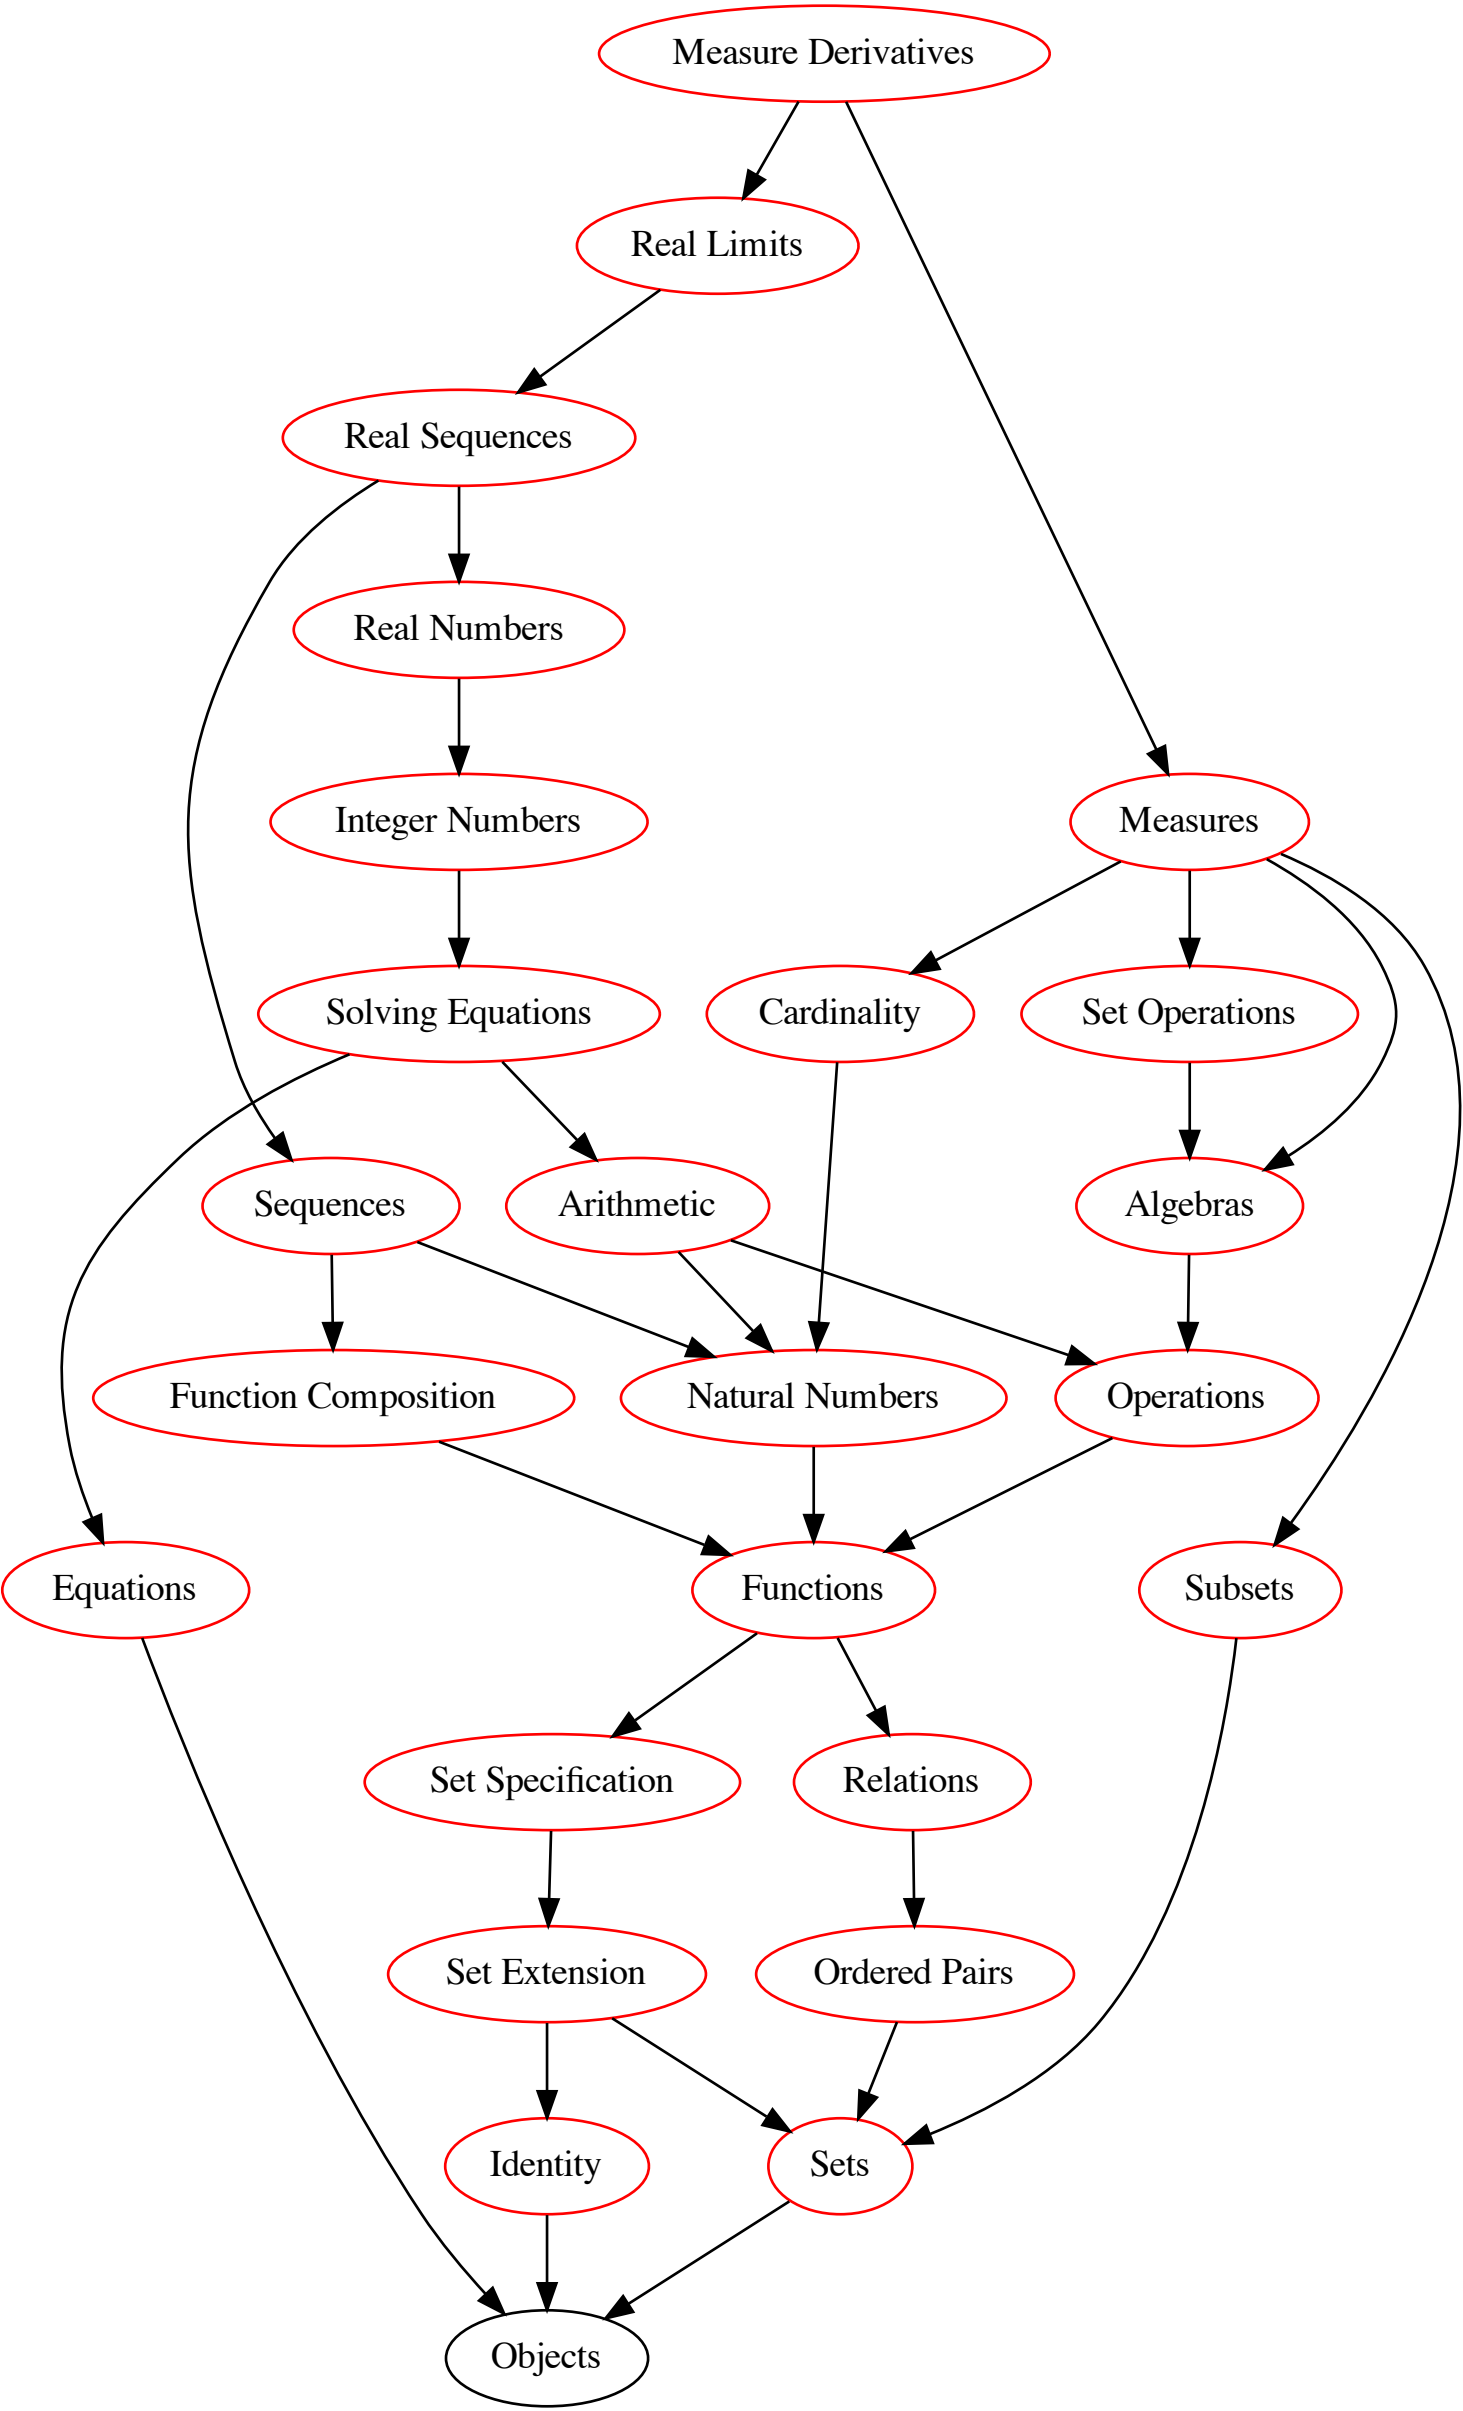 Measure Derivatives
Real Limits
Real Sequences
Real Numbers
Integer Numbers
Measures
Solving Equations
Cardinality
Set Operations
Sequences
Arithmetic
Algebras
Function Composition
Natural Numbers
Operations
Equations
Functions
Subsets
Set Specification
Relations
Set Extension
Ordered Pairs
Identity
Sets
Objects